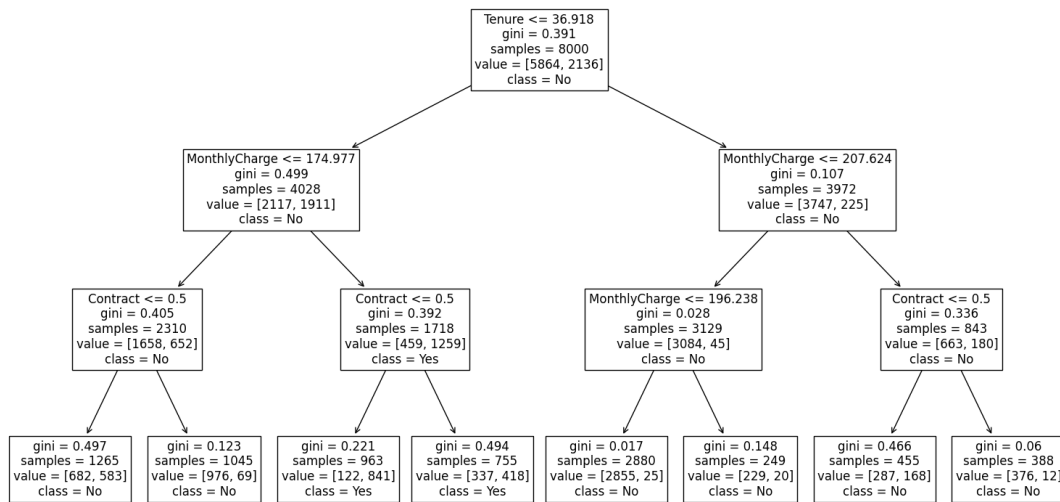 Tenure <= 36.918
gini = 0.391
samples = 8000
value = [5864, 2136]
class = No
MonthlyCharge <= 174.977
gini = 0.499
samples = 4028
value = [2117, 1911]
class = No
MonthlyCharge <= 207.624
gini = 0.107
samples = 3972
value = [3747, 225]
class = No
Contract <= 0.5
gini = 0.405
samples = 2310
value = [1658, 652]
class = No
Contract <= 0.5
gini = 0.392
samples = 1718
value = [459, 1259]
class = Yes
MonthlyCharge <= 196.238
gini = 0.028
samples = 3129
value = [3084, 45]
class = No
Contract <= 0.5
gini = 0.336
samples = 843
value = [663, 180]
class = No
gini = 0.497
samples = 1265
value = [682, 583]
class = No
gini = 0.123
samples = 1045
value = [976, 69]
class = No
gini = 0.221
samples = 963
value = [122, 841]
class = Yes
gini = 0.494
samples = 755
value = [337, 418]
class = Yes
gini = 0.017
samples = 2880
value = [2855, 25]
class = No
gini = 0.148
samples = 249
value = [229, 20]
class = No
gini = 0.466
samples = 455
value = [287, 168]
class = No
gini = 0.06
samples = 388
value = [376, 12]
class = No